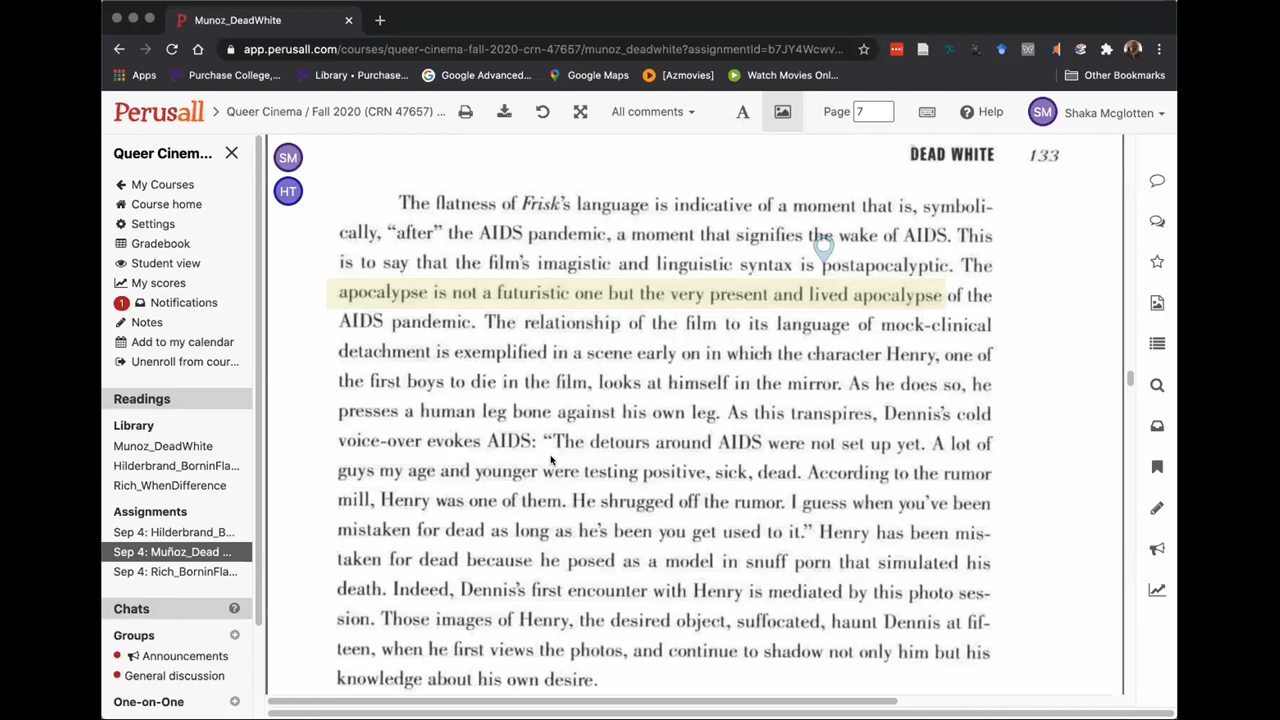 Munoz_DeadWhite
app.perusall.com/courses/queer-cinema-fall-2020-crn-47657/munoz_deadwhite?assignmentId=b7JY4Wcwv...
Apps
Purchase College,...
Library • Purchase...
Google Advanced...
Google Maps
[Azmovies]
Watch Movies Onl...
Other Bookmarks
Perusall
Queer Cinema / Fall 2020 (CRN 47657) ...
All comments
A
Page 7
Help
SM
Shaka Mcglotten
Queer Cinem...
My Courses
Course home
Settings
Gradebook
Student view
My scores
1 Notifications
Notes
Add to my calendar
Unenroll from cour...
Readings
Library
Munoz_DeadWhite
Hilderbrand_BorninFla...
Rich_WhenDifference
Assignments
Sep 4: Hilderbrand_B...
Sep 4: Muñoz_Dead ...
Sep 4: Rich_BorninFla...
Chats
?
Groups
Announcements
General discussion
One-on-One
SM
HT
DEAD WHITE 133
The flatness of Frisk's language is indicative of a moment that is, symboli-
cally, “after” the AIDS pandemic, a moment that signifies the wake of AIDS. This
is to say that the film's imagistic and linguistic syntax is postapocalyptic. The
apocalypse is not a futuristic one but the very present and lived apocalypse of the
AIDS pandemic. The relationship of the film to its language of mock-clinical
detachment is exemplified in a scene early on in which the character Henry, one of
the first boys to die in the film, looks at himself in the mirror. As he does so, he
presses a human leg bone against his own leg. As this transpires, Dennis's cold
voice-over evokes AIDS: “The detours around AIDS were not set up yet. A lot of
guys my age and younger were testing positive, sick, dead. According to the rumor
mill, Henry was one of them. He shrugged off the rumor. I guess when you've been
mistaken for dead as long as he's been you get used to it.” Henry has been mis-
taken for dead because he posed as a model in snuff porn that simulated his
death. Indeed, Dennis's first encounter with Henry is mediated by this photo ses-
sion. Those images of Henry, the desired object, suffocated, haunt Dennis at fif-
teen, when he first views the photos, and continue to shadow not only him but his
knowledge about his own desire.